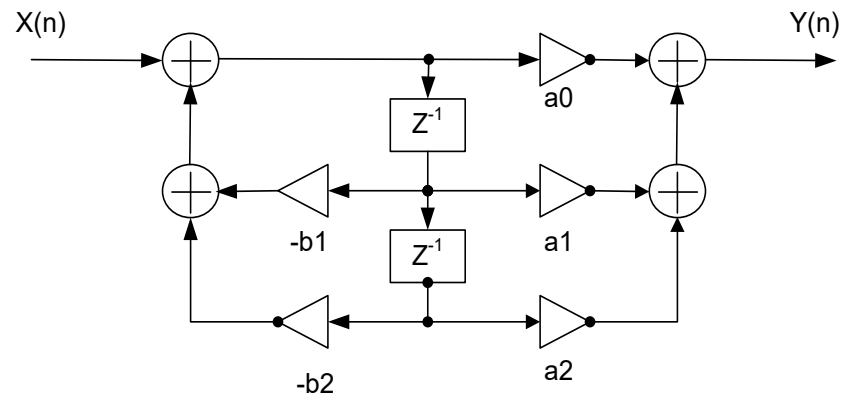 X(n)
Y(n)
a0
Z⁻¹
-b1
a1
Z⁻¹
-b2
a2